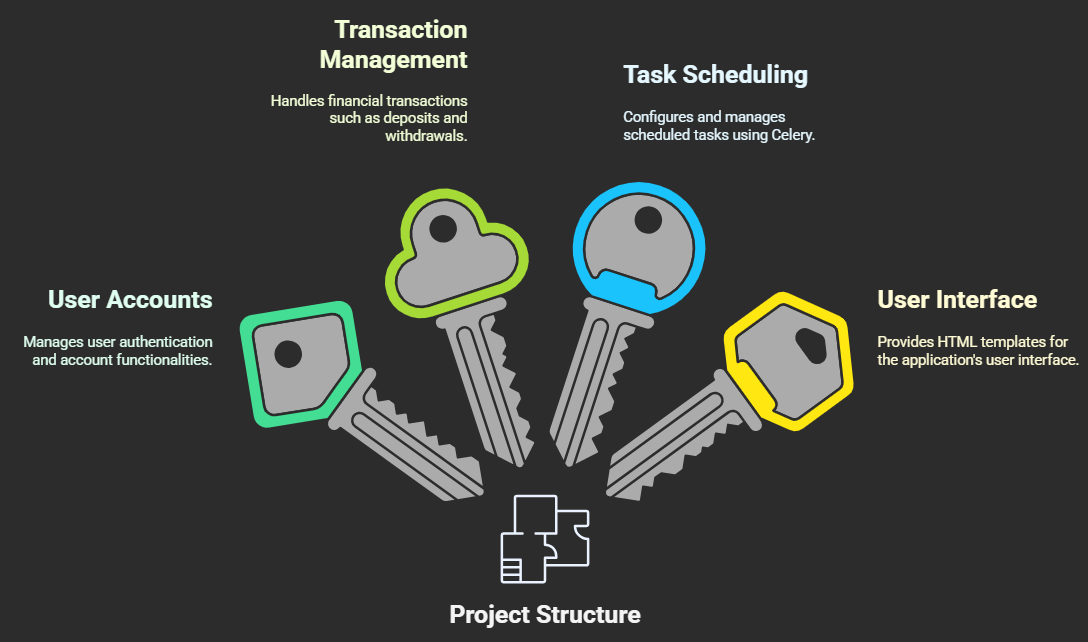 Transaction
Management
Handles financial transactions
such as deposits and
withdrawals.
Task Scheduling
Configures and manages
scheduled tasks using Celery.
User Accounts
Manages user authentication
and account functionalities.
User Interface
Provides HTML templates for
the application's user interface.
Project Structure